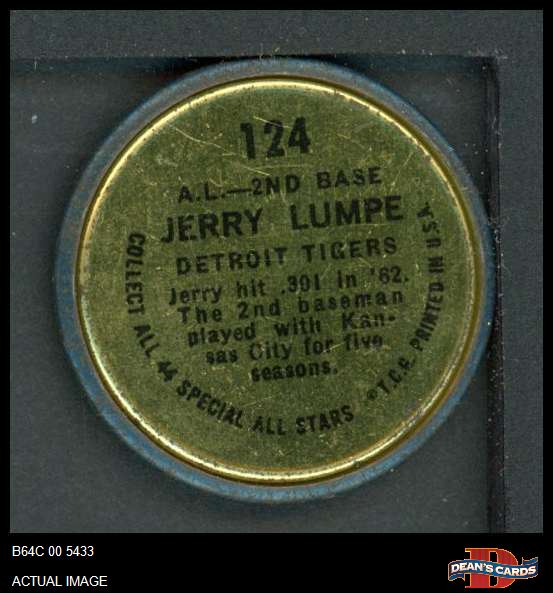 124
A.L.—2ND BASE
JERRY LUMPE
DETROIT TIGERS
Jerry hit .301 in '62.
The 2nd baseman
played with Kan-
sas City for five
seasons.
COLLECT ALL 44 SPECIAL ALL STARS
© T.C.G. PRINTED IN U.S.A.
B64C 00 5433
ACTUAL IMAGE
D
DEAN'S CARDS